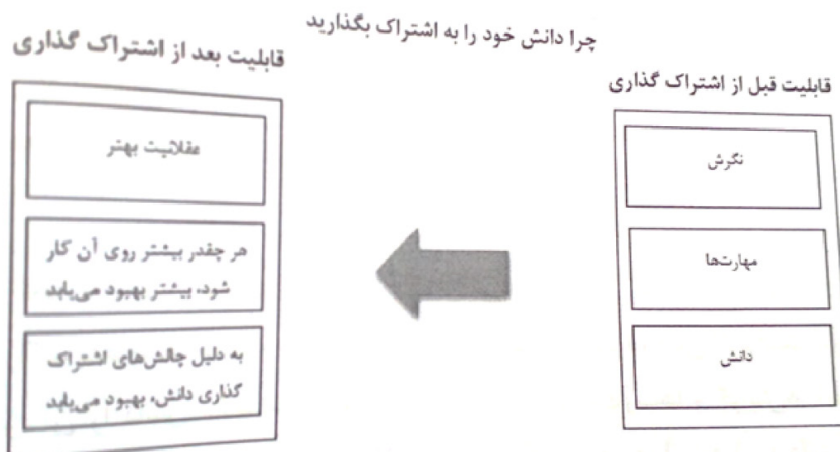 چرا دانش خود را به اشتراک بگذارید
قابلیت قبل از اشتراک گذاری
نگرش
مهارت‌ها
دانش
قابلیت بعد از اشتراک گذاری
عقلانیت بهتر
هر چقدر بیشتر روی آن کار
شود، بیشتر بهبود می‌یابد
به دلیل چالش‌های اشتراک
گذاری دانش، بهبود می‌یابد